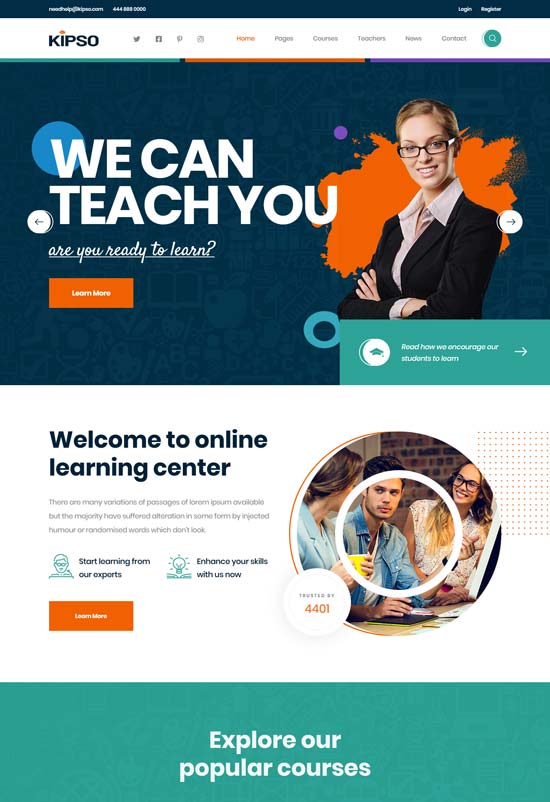 needhelp@kipso.com 444 888 0000 Login Register
KIPSO Home Pages Courses Teachers News Contact
WE CAN
TEACH YOU
are you ready to learn?
Learn More
Read how we encourage our
students to learn
Welcome to online
learning center
There are many variations of passages of lorem ipsum available
but the majority have suffered alteration in some form by injected
humour or randomised words which don't look.
Start learning from
our experts
Enhance your skills
with us now
Learn More
TRUSTED BY
4401
Explore our
popular courses